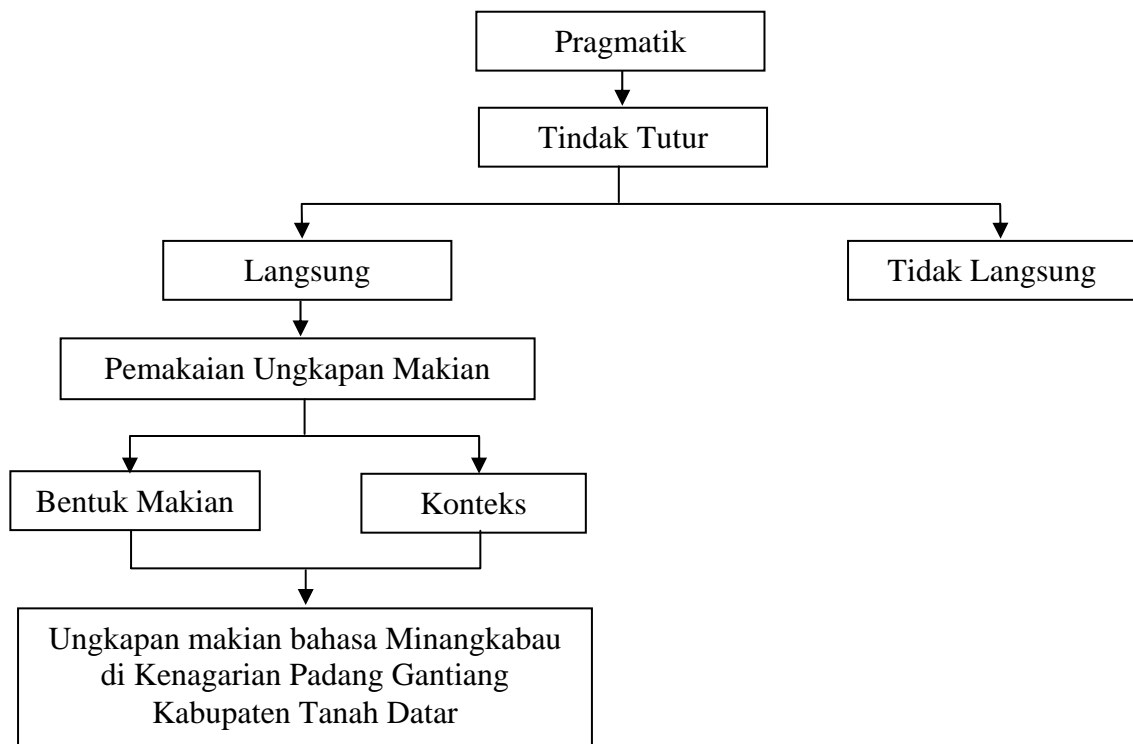 Pragmatik
Tindak Tutur
Langsung
Tidak Langsung
Pemakaian Ungkapan Makian
Bentuk Makian
Konteks
Ungkapan makian bahasa Minangkabau
di Kenagarian Padang Gantiang
Kabupaten Tanah Datar